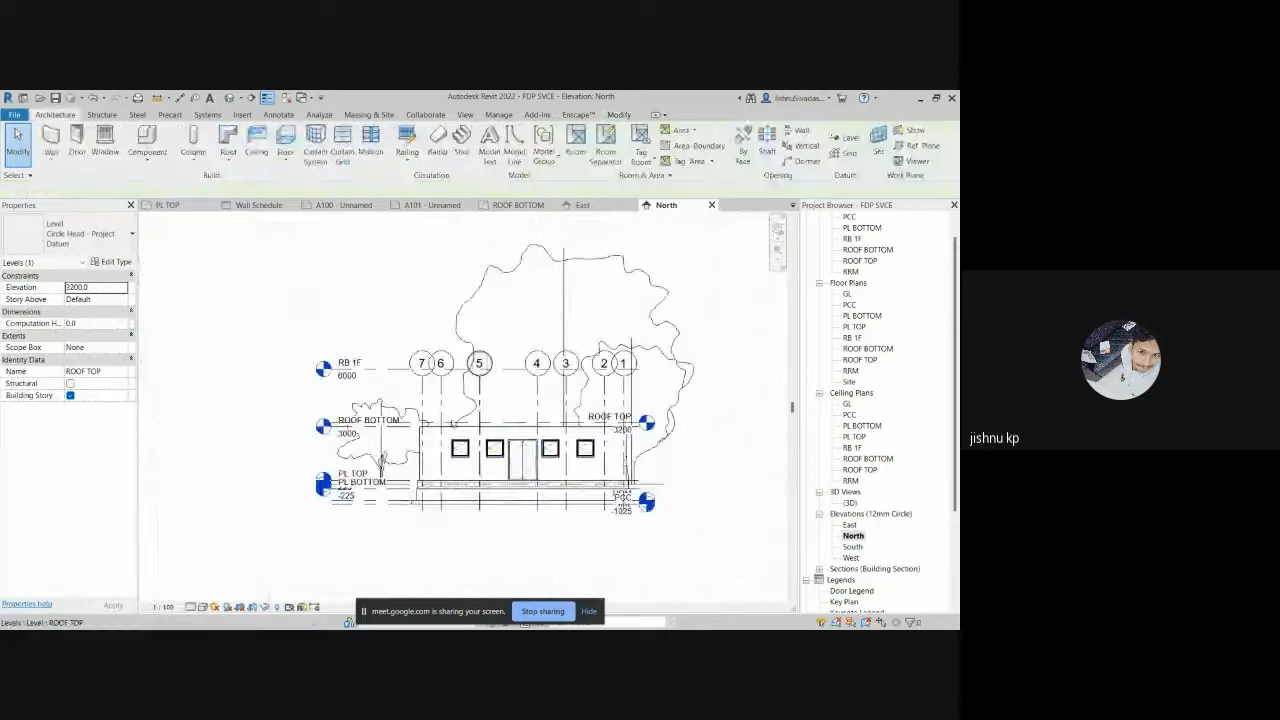 Autodesk Revit 2022 - FDP SVCE - Elevation: North
JishnuSivadas...
File Architecture Structure Steel Precast Systems Insert Annotate Analyze Massing & Site Collaborate View Manage Add-Ins Enscape™ Modify
Modify Wall Door Window Component Column Roof Ceiling Floor Curtain System Curtain Grid Mullion Railing Ramp Stair Model Text Model Line Model Group Room Room Separator Tag Room
Area
Area Boundary
Tag Area
By Face Shaft
Wall
Vertical
Dormer
Level
Grid
Set
Show
Ref Plane
Viewer
Select Build Circulation Model Room & Area Opening Datum Work Plane
Properties
PL TOP Wall Schedule A100 - Unnamed A101 - Unnamed ROOF BOTTOM East North
Project Browser - FDP SVCE
Level
Circle Head - Project
Datum
Levels (1) Edit Type
Constraints
Elevation 3200.0
Story Above Default
Dimensions
Computation H... 0.0
Extents
Scope Box None
Identity Data
Name ROOF TOP
Structural
Building Story
Properties help Apply
RB 1F
6000
7 6 5 4 3 2 1
ROOF BOTTOM
3000
ROOF TOP
3200
PL TOP
PL BOTTOM
-225
PCC
-1025
PCC
PL BOTTOM
RB 1F
ROOF BOTTOM
ROOF TOP
RRM
Floor Plans
GL
PCC
PL BOTTOM
PL TOP
RB 1F
ROOF BOTTOM
ROOF TOP
RRM
Site
Ceiling Plans
GL
PCC
PL BOTTOM
PL TOP
RB 1F
ROOF BOTTOM
ROOF TOP
RRM
3D Views
{3D}
Elevations (12mm Circle)
East
North
South
West
Sections (Building Section)
Legends
Door Legend
Key Plan
1 : 100
meet.google.com is sharing your screen. Stop sharing Hide
Levels : Level : ROOF TOP
jishnu kp